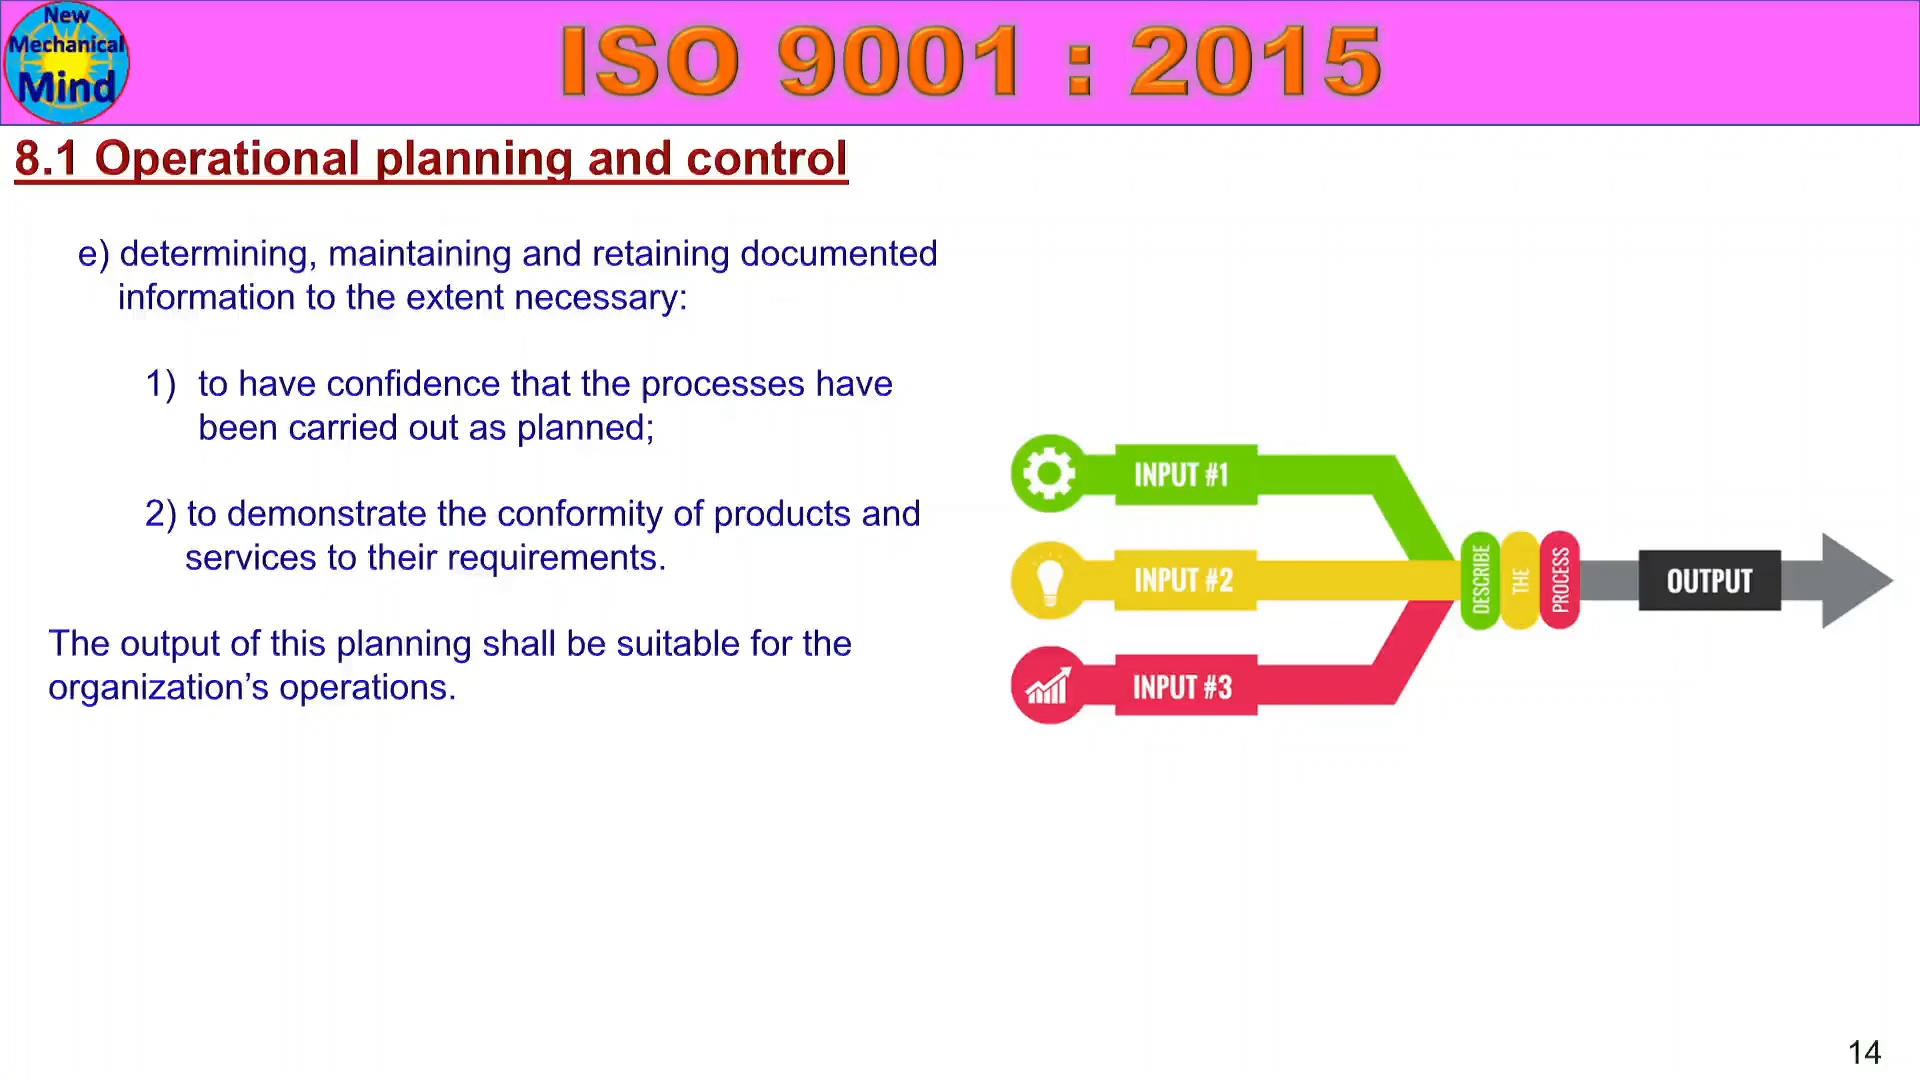 New
Mechanical
Mind
ISO 9001 : 2015
8.1 Operational planning and control
e) determining, maintaining and retaining documented
information to the extent necessary:
1) to have confidence that the processes have
been carried out as planned;
2) to demonstrate the conformity of products and
services to their requirements.
The output of this planning shall be suitable for the
organization’s operations.
INPUT #1
INPUT #2
INPUT #3
DESCRIBE
THE
PROCESS
OUTPUT
14